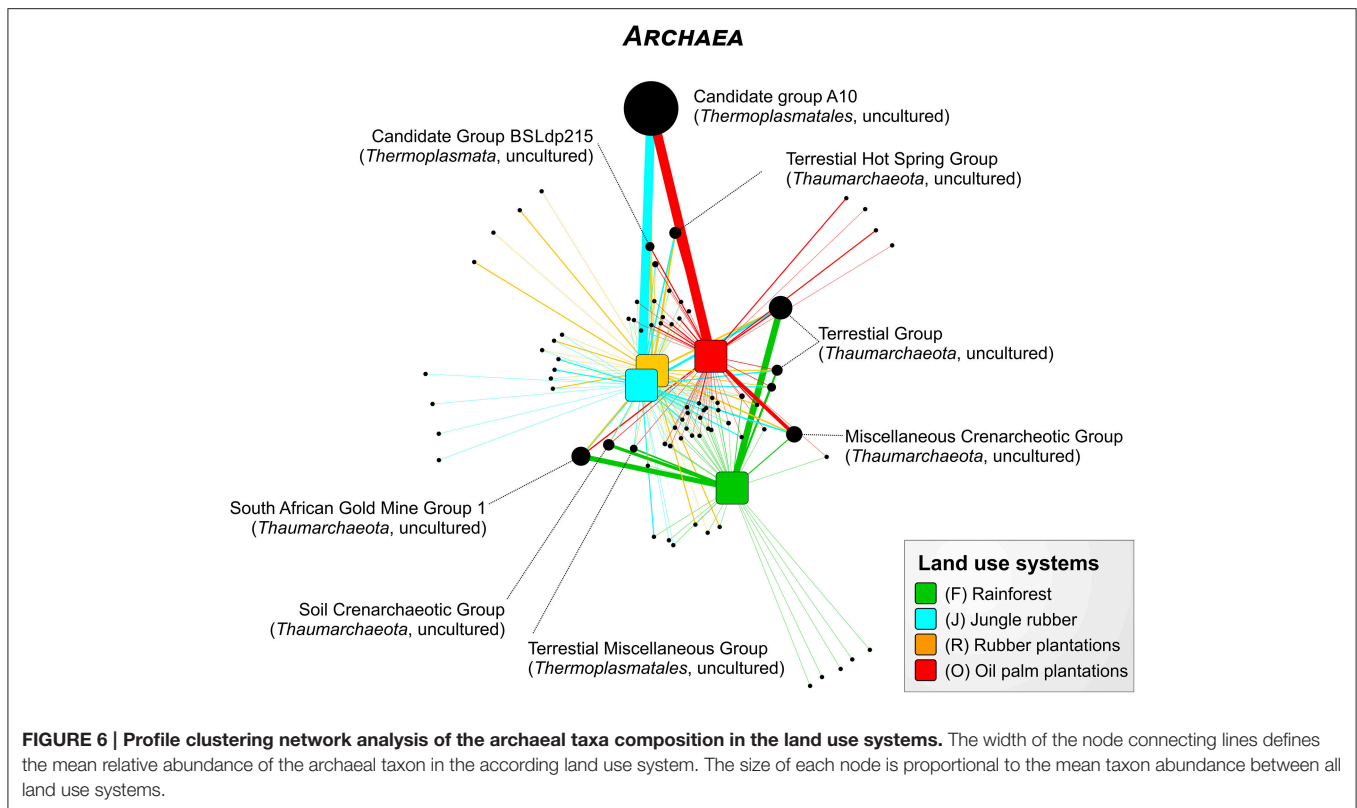 ARCHAEA
Candidate group A10
(Thermoplasmatales, uncultured)
Candidate Group BSLdp215
(Thermoplasmata, uncultured)
Terrestial Hot Spring Group
(Thaumarchaeota, uncultured)
Terrestial Group
(Thaumarchaeota, uncultured)
Miscellaneous Crenarcheotic Group
(Thaumarchaeota, uncultured)
South African Gold Mine Group 1
(Thaumarchaeota, uncultured)
Soil Crenarchaeotic Group
(Thaumarchaeota, uncultured)
Terrestial Miscellaneous Group
(Thermoplasmatales, uncultured)
Land use systems
(F) Rainforest
(J) Jungle rubber
(R) Rubber plantations
(O) Oil palm plantations
FIGURE 6 | Profile clustering network analysis of the archaeal taxa composition in the land use systems. The width of the node connecting lines defines
the mean relative abundance of the archaeal taxon in the according land use system. The size of each node is proportional to the mean taxon abundance between all
land use systems.